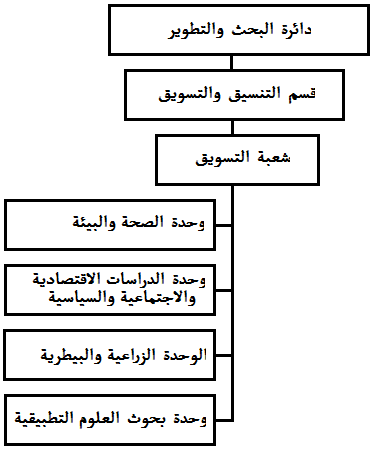 دائرة البحث والتطوير
قسم التنسيق والتسويق
شعبة التسويق
وحدة الصحة والبيئة
وحدة الدراسات الاقتصادية
والاجتماعية والسياسية
الوحدة الزراعية والبيطرية
وحدة بحوث العلوم التطبيقية